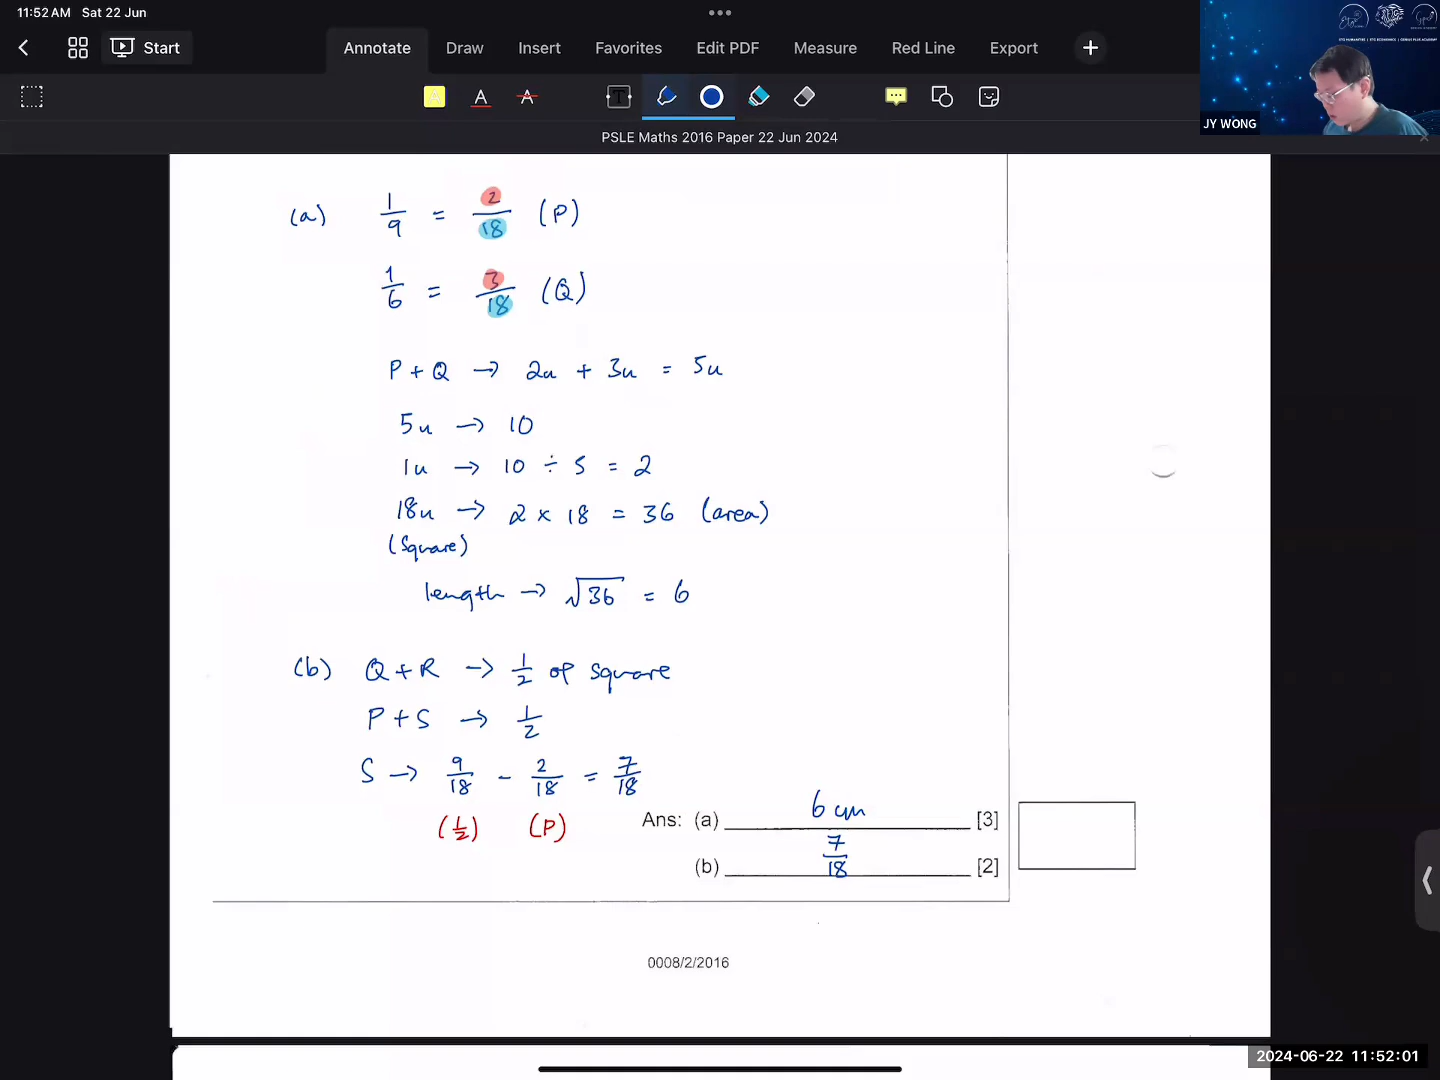 11:52 AM Sat 22 Jun
Start
Annotate Draw Insert Favorites Edit PDF Measure Red Line Export
JY WONG
PSLE Maths 2016 Paper 22 Jun 2024
(a) 1/9 = 2/18 (P)
1/6 = 3/18 (Q)
P + Q → 2u + 3u = 5u
5u → 10
1u → 10 ÷ 5 = 2
18u → 2 × 18 = 36 (area)
(square)
length → √36 = 6
(b) Q + R → 1/2 of square
P + S → 1/2
S → 9/18 - 2/18 = 7/18
(1/2) (P)
Ans: (a) 6 cm [3]
(b) 7/18 [2]
0008/2/2016
2024-06-22 11:52:01